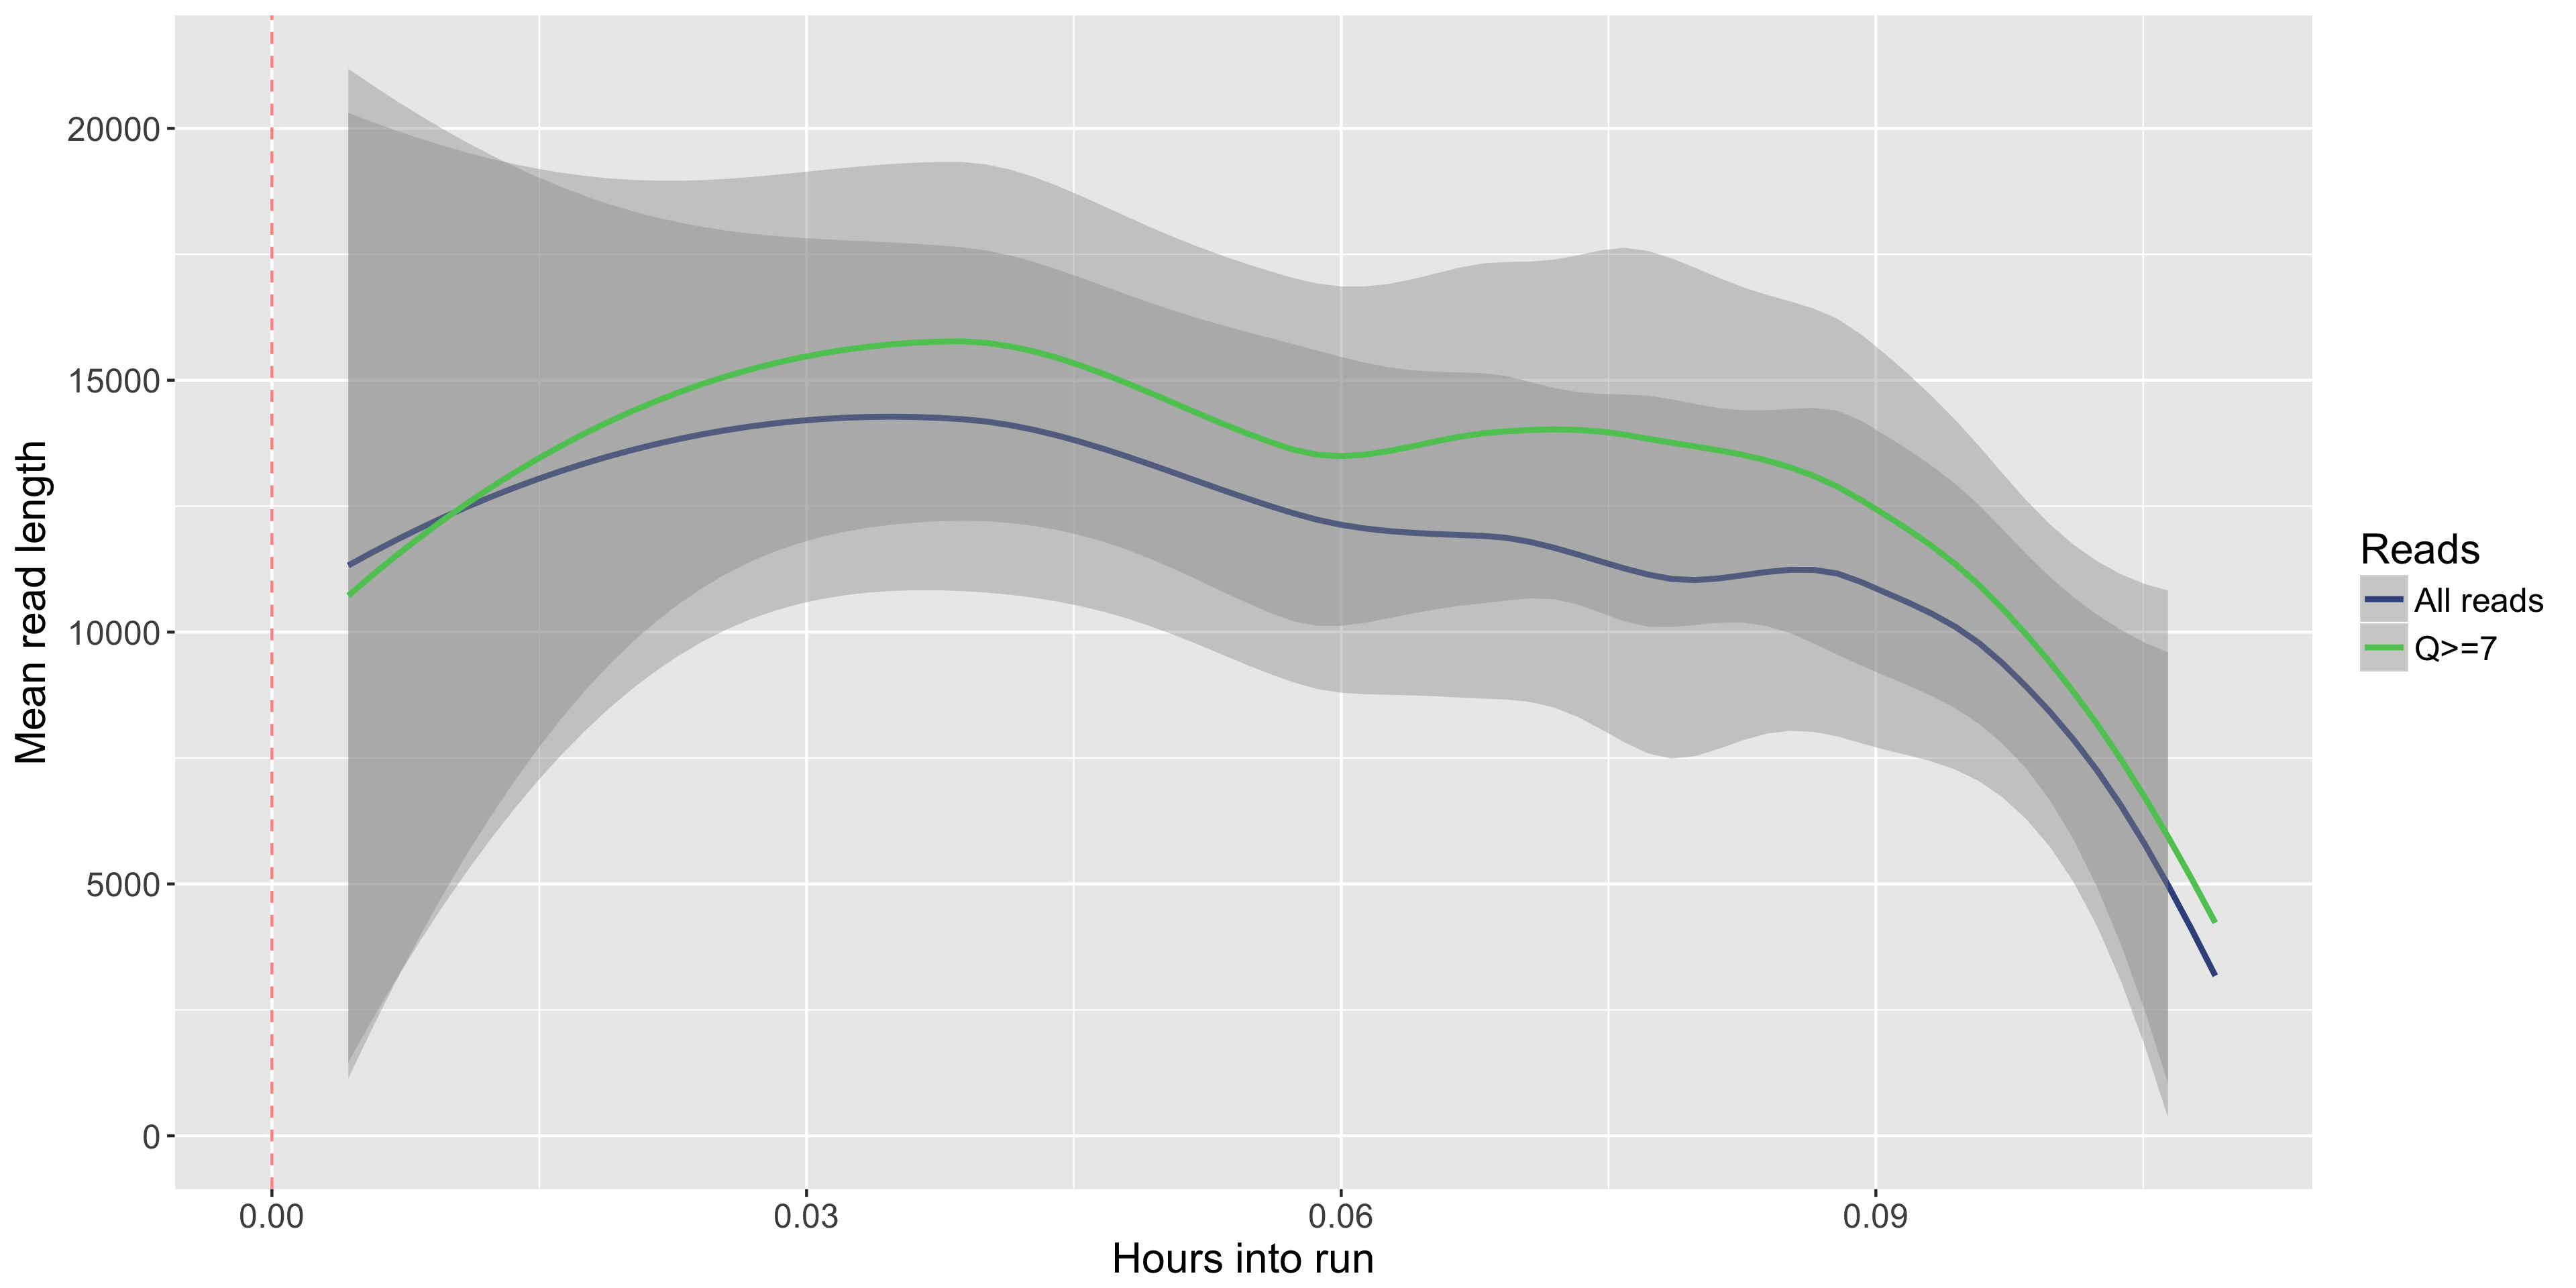 Mean read length
20000
15000
10000
5000
0
0.00 0.03 0.06 0.09
Hours into run
Reads
All reads
Q>=7